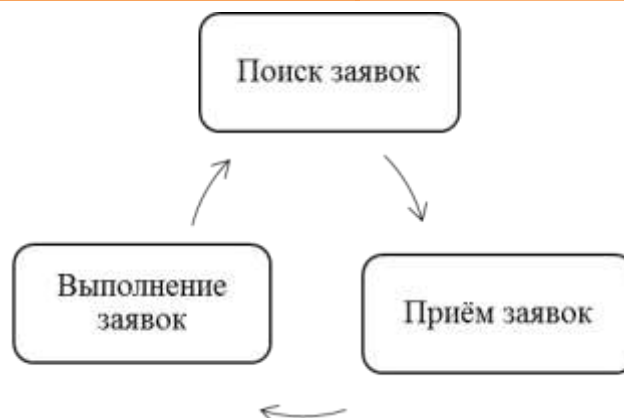 Поиск заявок
Выполнение
заявок
Приём заявок